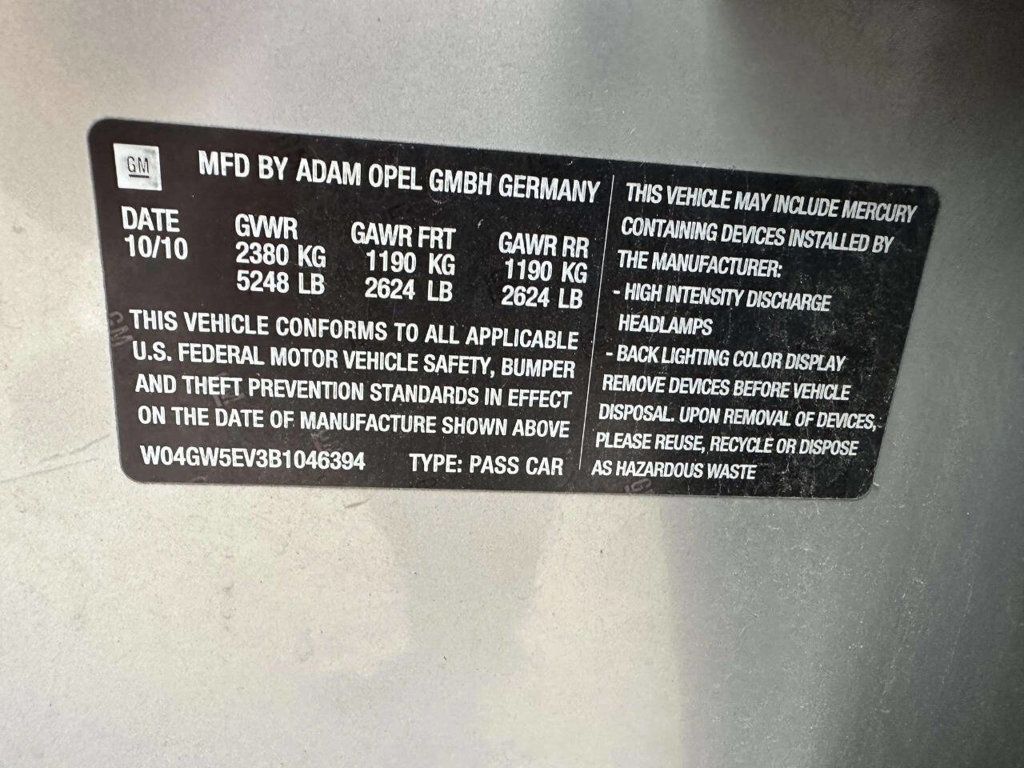 GM
MFD BY ADAM OPEL GMBH GERMANY
DATE
10/10
GVWR
2380 KG
5248 LB
GAWR FRT
1190 KG
2624 LB
GAWR RR
1190 KG
2624 LB
THIS VEHICLE CONFORMS TO ALL APPLICABLE
U.S. FEDERAL MOTOR VEHICLE SAFETY, BUMPER
AND THEFT PREVENTION STANDARDS IN EFFECT
ON THE DATE OF MANUFACTURE SHOWN ABOVE
W04GW5EV3B1046394 TYPE: PASS CAR
THIS VEHICLE MAY INCLUDE MERCURY
CONTAINING DEVICES INSTALLED BY
THE MANUFACTURER:
- HIGH INTENSITY DISCHARGE
HEADLAMPS
- BACK LIGHTING COLOR DISPLAY
REMOVE DEVICES BEFORE VEHICLE
DISPOSAL. UPON REMOVAL OF DEVICES,
PLEASE REUSE, RECYCLE OR DISPOSE
AS HAZARDOUS WASTE